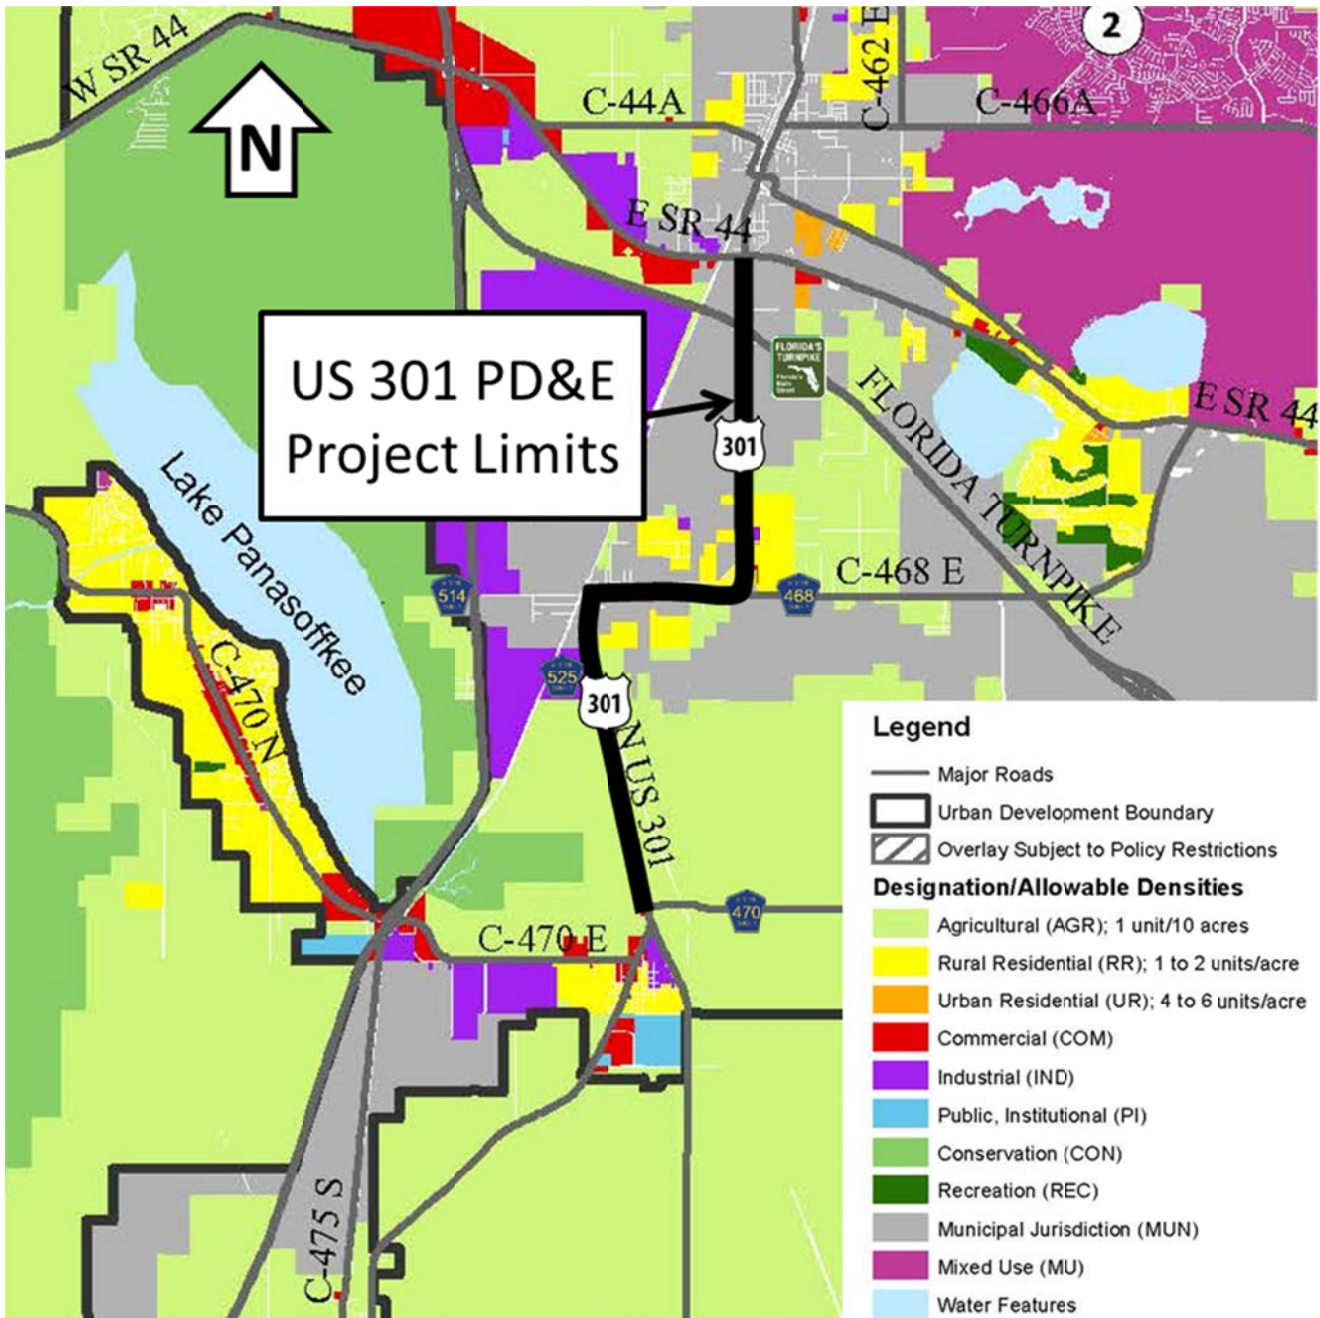 W SR 44
N
C-44A
C-462 E
2
C-466A
E SR 44
US 301 PD&E
Project Limits
FLORIDA'S
TURNPIKE
301
FLORIDA TURNPIKE
E SR 44
Lake Panasoffkee
514
468
C-468 E
525
301
C-470 N
N US 301
470
C-470 E
C-475 S
Legend
Major Roads
Urban Development Boundary
Overlay Subject to Policy Restrictions
Designation/Allowable Densities
Agricultural (AGR); 1 unit/10 acres
Rural Residential (RR); 1 to 2 units/acre
Urban Residential (UR); 4 to 6 units/acre
Commercial (COM)
Industrial (IND)
Public, Institutional (PI)
Conservation (CON)
Recreation (REC)
Municipal Jurisdiction (MUN)
Mixed Use (MU)
Water Features